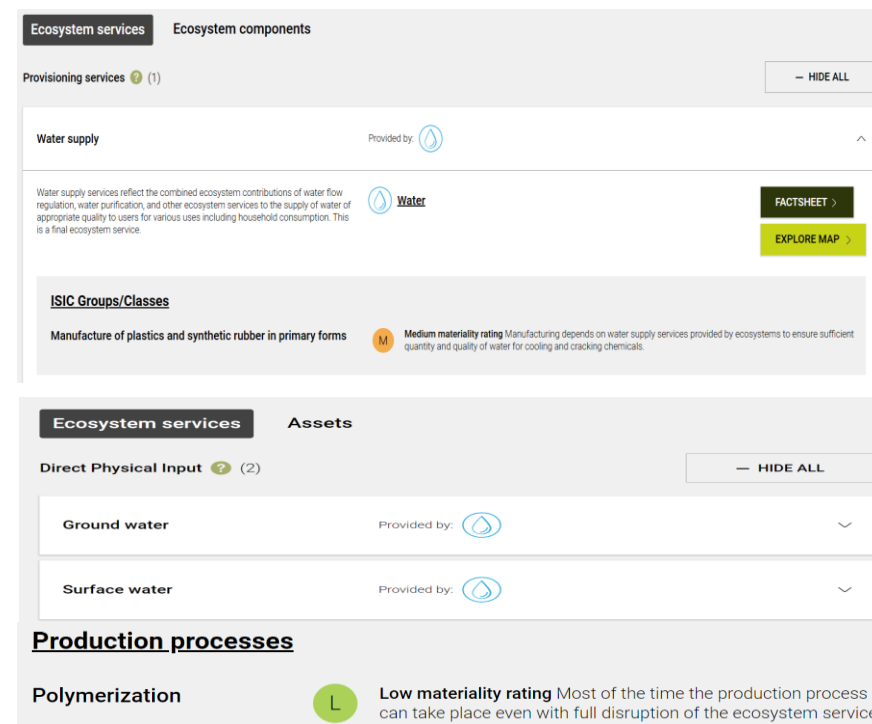 Ecosystem services Ecosystem components
Provisioning services ? (1) — HIDE ALL
Water supply Provided by:
Water supply services reflect the combined ecosystem contributions of water flow
regulation, water purification, and other ecosystem services to the supply of water of
appropriate quality to users for various uses including household consumption. This
is a final ecosystem service.
Water
FACTSHEET >
EXPLORE MAP >
ISIC Groups/Classes
Manufacture of plastics and synthetic rubber in primary forms
M
Medium materiality rating Manufacturing depends on water supply services provided by ecosystems to ensure sufficient
quantity and quality of water for cooling and cracking chemicals.
Ecosystem services Assets
Direct Physical Input ? (2) — HIDE ALL
Ground water Provided by:
Surface water Provided by:
Production processes
Polymerization
L
Low materiality rating Most of the time the production process
can take place even with full disruption of the ecosystem service